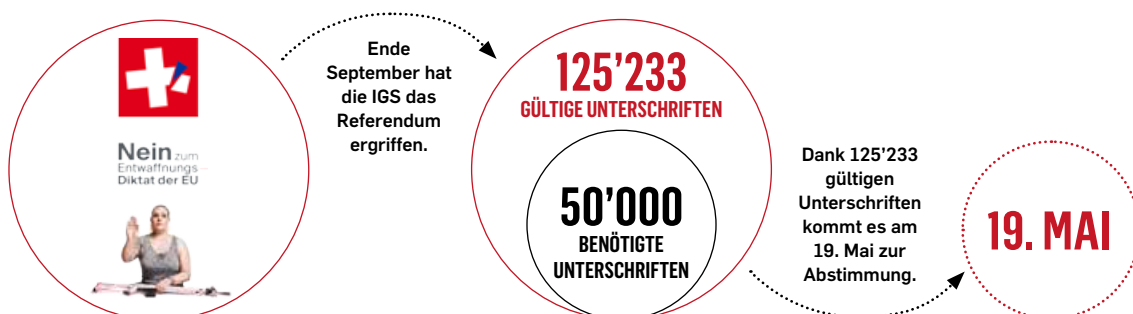 Nein zum
Entwaffnungs-
Diktat der EU
Ende
September hat
die IGS das
Referendum
ergriffen.
125’233
GÜLTIGE UNTERSCHRIFTEN
50’000
BENÖTIGTE
UNTERSCHRIFTEN
Dank 125’233
gültigen
Unterschriften
kommt es am
19. Mai zur
Abstimmung.
19. MAI